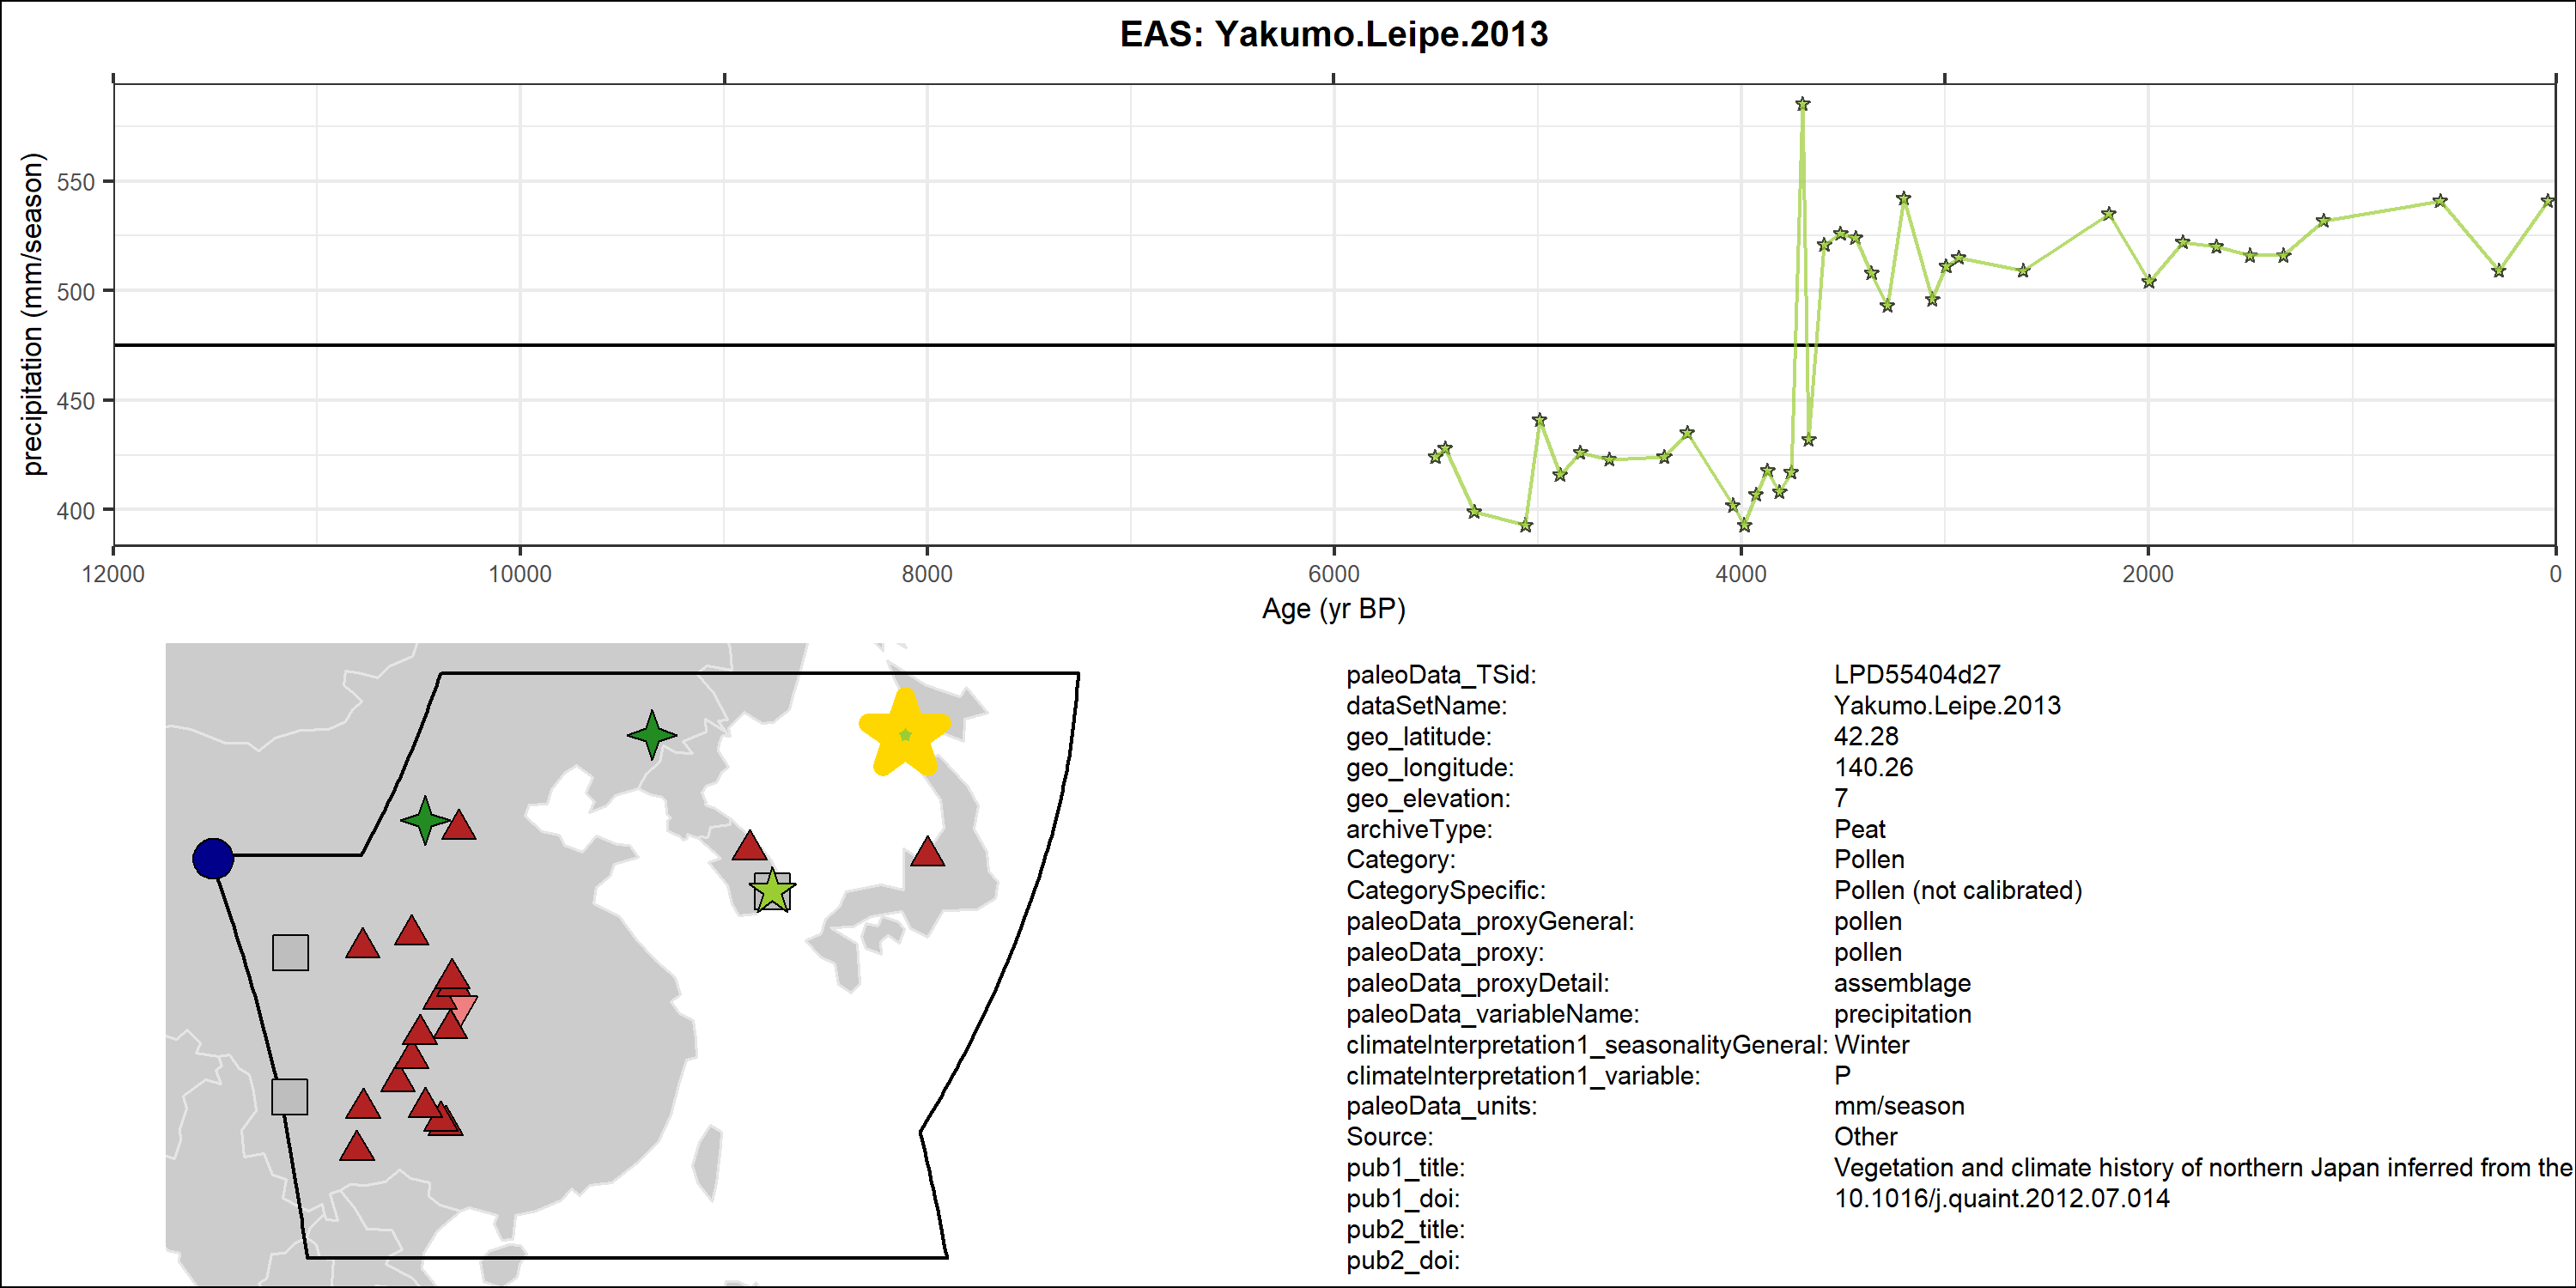 EAS: Yakumo.Leipe.2013
precipitation (mm/season)
550
500
450
400
12000 10000 8000 6000 4000 2000 0
Age (yr BP)
paleoData_TSid: LPD55404d27
dataSetName: Yakumo.Leipe.2013
geo_latitude: 42.28
geo_longitude: 140.26
geo_elevation: 7
archiveType: Peat
Category: Pollen
CategorySpecific: Pollen (not calibrated)
paleoData_proxyGeneral: pollen
paleoData_proxy: pollen
paleoData_proxyDetail: assemblage
paleoData_variableName: precipitation
climateInterpretation1_seasonalityGeneral: Winter
climateInterpretation1_variable: P
paleoData_units: mm/season
Source: Other
pub1_title: Vegetation and climate history of northern Japan inferred from the
pub1_doi: 10.1016/j.quaint.2012.07.014
pub2_title:
pub2_doi: